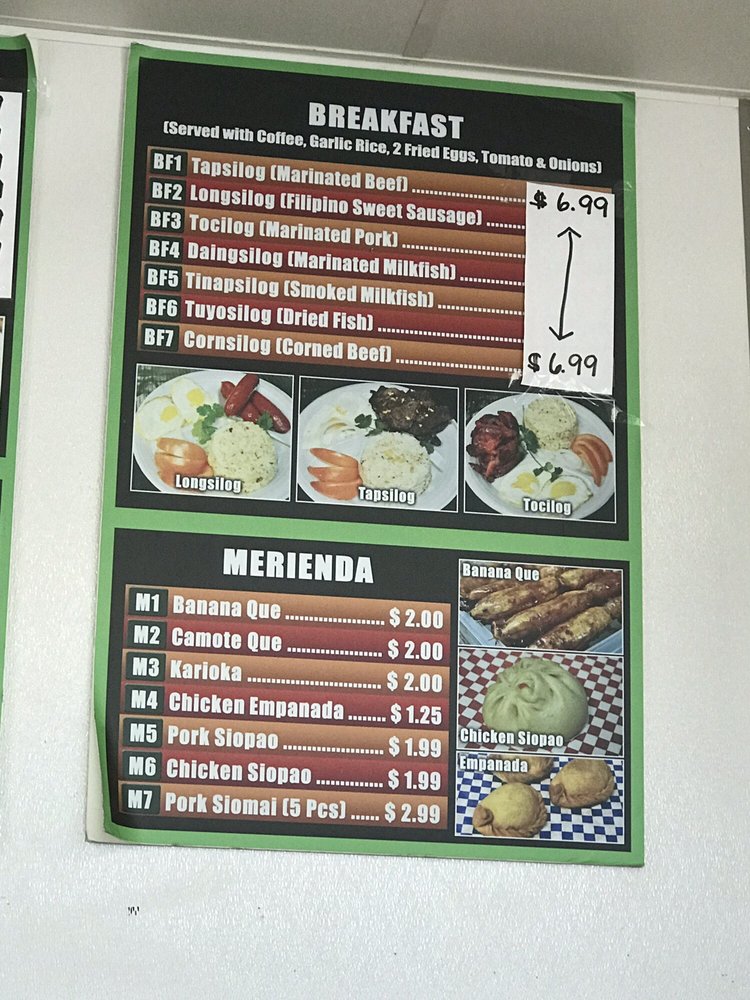 BREAKFAST
(Served with Coffee, Garlic Rice, 2 Fried Eggs, Tomato & Onions)
BF1 Tapsilog (Marinated Beef) ..................... $ 6.99
BF2 Longsilog (Filipino Sweet Sausage) .......
BF3 Tocilog (Marinated Pork) .......................
BF4 Daingsilog (Marinated Milkfish) ............
BF5 Tinapsilog (Smoked Milkfish) ................
BF6 Tuyosilog (Dried Fish) ...........................
BF7 Cornsilog (Corned Beef) ........................ $ 6.99
Longsilog
Tapsilog
Tocilog
MERIENDA
M1 Banana Que ...................... $ 2.00
M2 Camote Que ..................... $ 2.00
M3 Karioka .............................. $ 2.00
M4 Chicken Empanada ........ $ 1.25
M5 Pork Siopao ...................... $ 1.99
M6 Chicken Siopao ............... $ 1.99
M7 Pork Siomai (5 Pcs) ...... $ 2.99
Banana Que
Chicken Siopao
Empanada